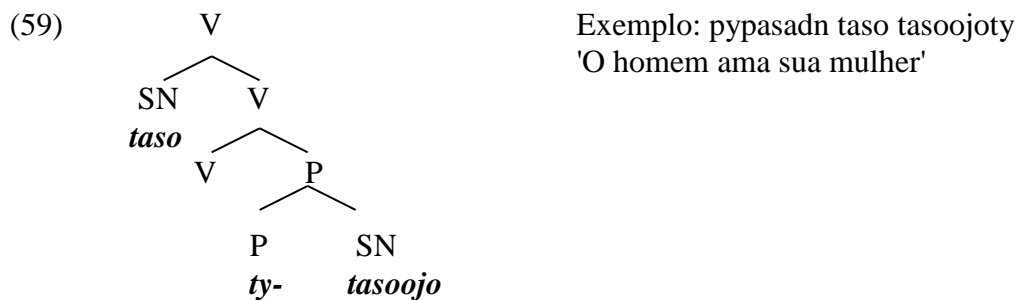 (59) V Exemplo: pypasadn taso tasoojoty
'O homem ama sua mulher'
SN V
taso
V P
P SN
ty- tasoojo